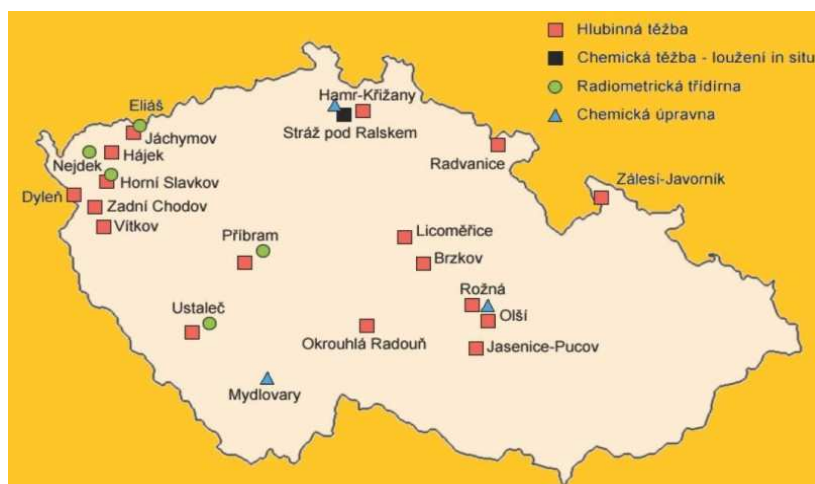 Hlubinná těžba
Chemická těžba - loužení in situ
Radiometrická třídírna
Chemická úpravna
Hamr-Křižany
Eliáš
Stráž pod Ralskem
Jáchymov
Hájek
Nejdek
Radvanice
Horní Slavkov
Zálesí-Javorník
Dyleň
Zadní Chodov
Vítkov
Příbram
Licoměřice
Brzkov
Rožná
Ustaleč
Olší
Okrouhlá Radouň
Jasenice-Pucov
Mydlovary